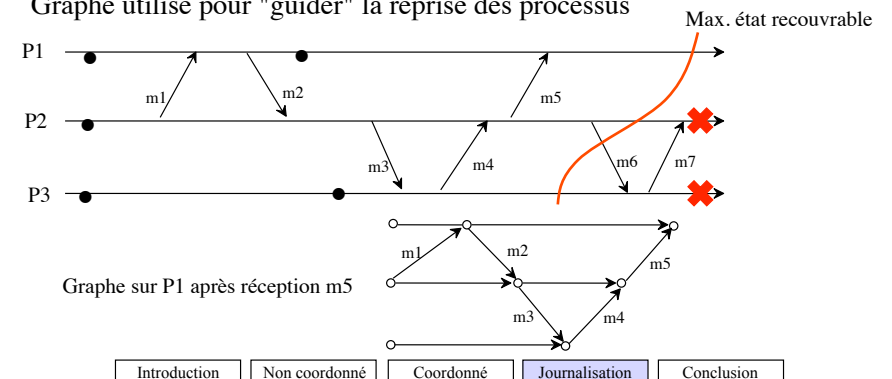 Graphe utilisé pour "guider" la reprise des processus
Max. état recouvrable
P1
m1
m2
m5
P2
m3
m4
m6
m7
P3
m1
m2
m5
Graphe sur P1 après réception m5
m3
m4
Introduction
Non coordonné
Coordonné
Journalisation
Conclusion